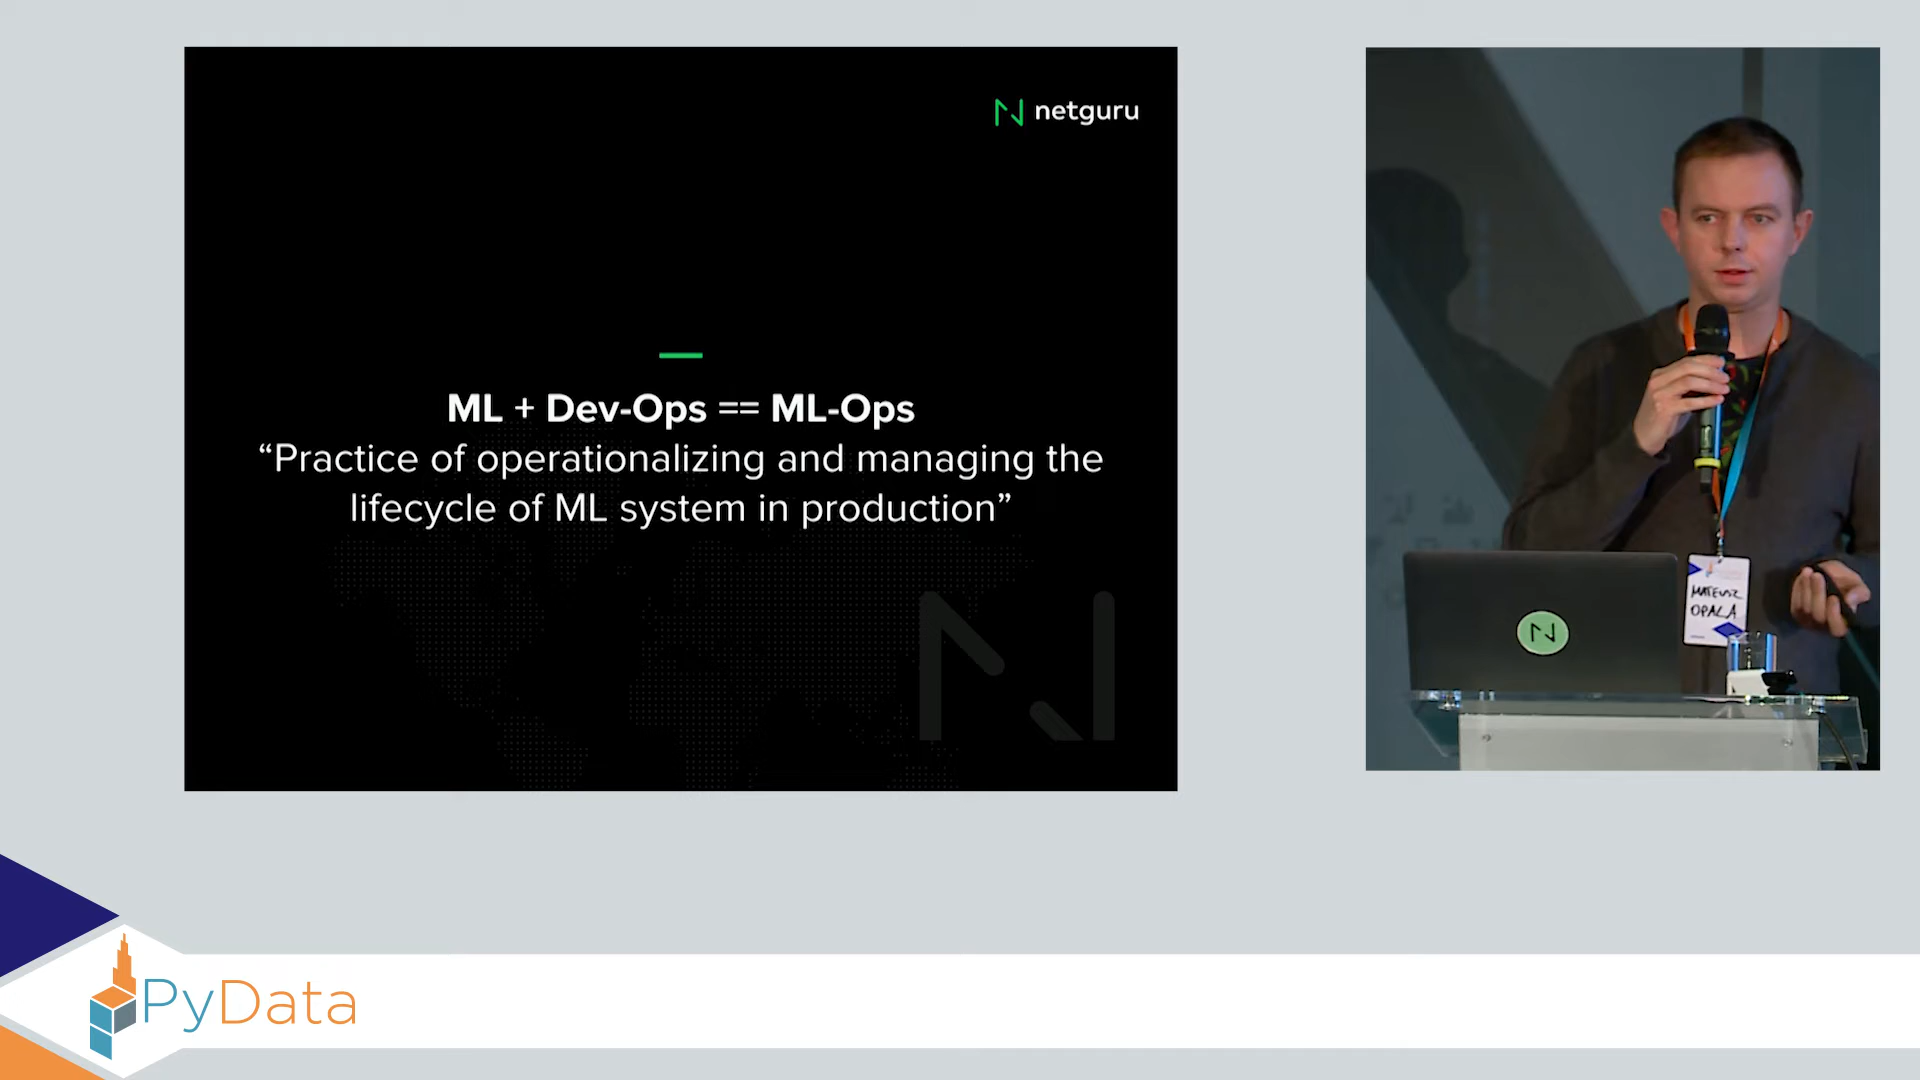 netguru
ML + Dev-Ops == ML-Ops
“Practice of operationalizing and managing the
lifecycle of ML system in production”
MATEUSZ
OPALA
PyData